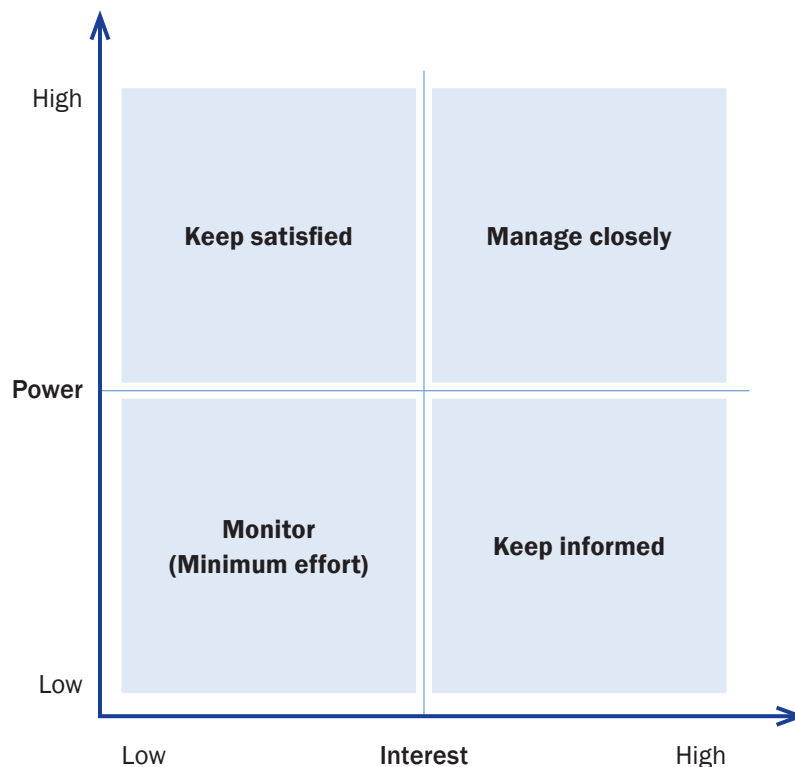 High
Keep satisfied
Manage closely
Power
Monitor
(Minimum effort)
Keep informed
Low
Low
Interest
High